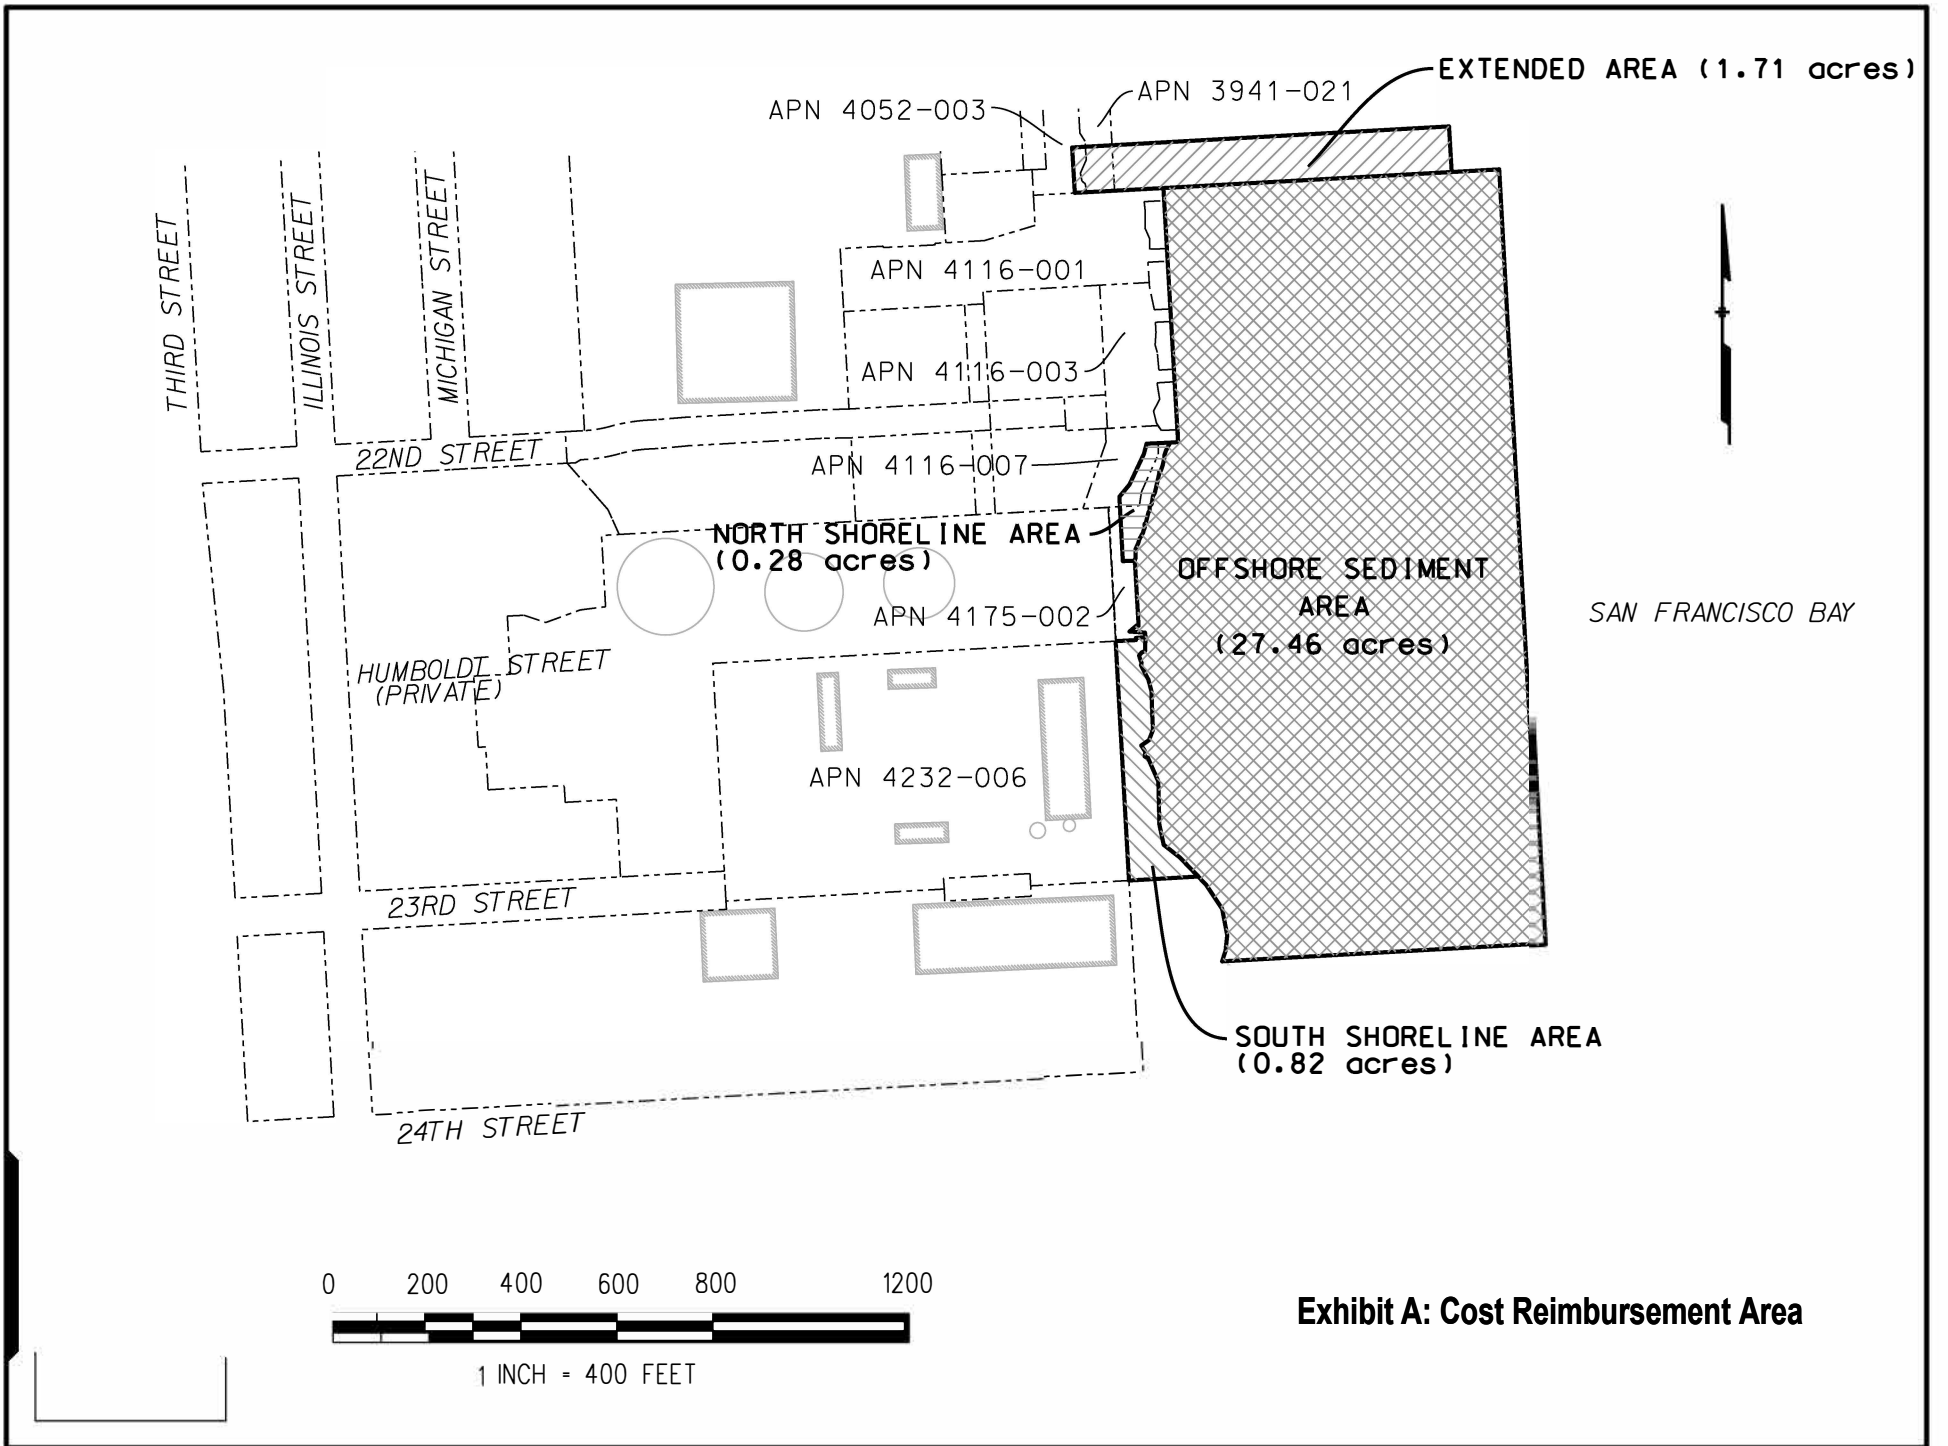 EXTENDED AREA (1.71 acres)
APN 3941-021
APN 4052-003
THIRD STREET
ILLINOIS STREET
MICHIGAN STREET
APN 4116-001
APN 4116-003
22ND STREET
APN 4116-007
NORTH SHORELINE AREA
(0.28 acres)
OFFSHORE SEDIMENT
AREA
(27.46 acres)
SAN FRANCISCO BAY
APN 4175-002
HUMBOLDT STREET
(PRIVATE)
APN 4232-006
23RD STREET
SOUTH SHORELINE AREA
(0.82 acres)
24TH STREET
0 200 400 600 800 1200
1 INCH = 400 FEET
Exhibit A: Cost Reimbursement Area